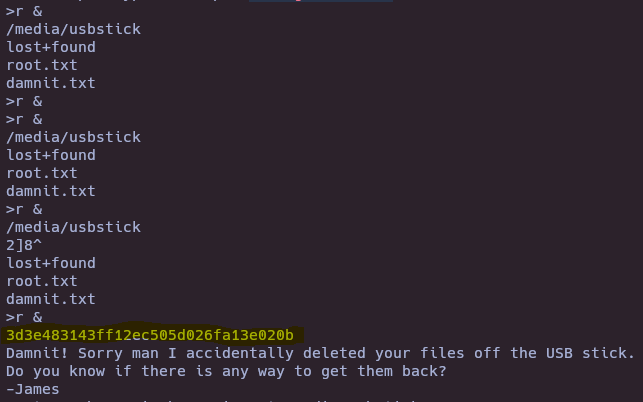 >r &
/media/usbstick
lost+found
root.txt
damnit.txt
>r &
>r &
/media/usbstick
lost+found
root.txt
damnit.txt
>r &
/media/usbstick
2]8^
lost+found
root.txt
damnit.txt
>r &
3d3e483143ff12ec505d026fa13e020b
Damnit! Sorry man I accidentally deleted your files off the USB stick.
Do you know if there is any way to get them back?
-James